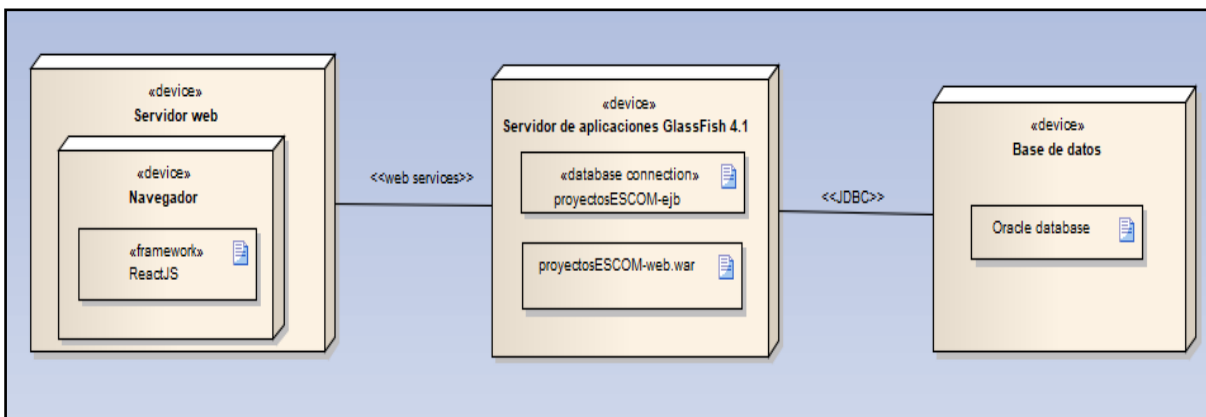 «device»
Servidor web
«device»
Navegador
«framework»
ReactJS
<<web services>>
«device»
Servidor de aplicaciones GlassFish 4.1
«database connection»
proyectosESCOM-ejb
proyectosESCOM-web.war
<<JDBC>>
«device»
Base de datos
Oracle database